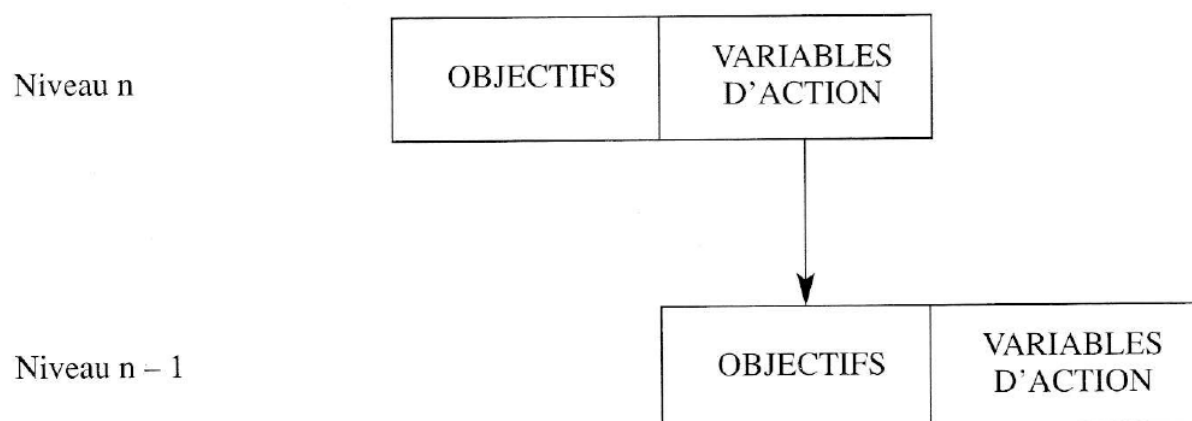 Niveau n
OBJECTIFS
VARIABLES
D'ACTION
Niveau n – 1
OBJECTIFS
VARIABLES
D'ACTION